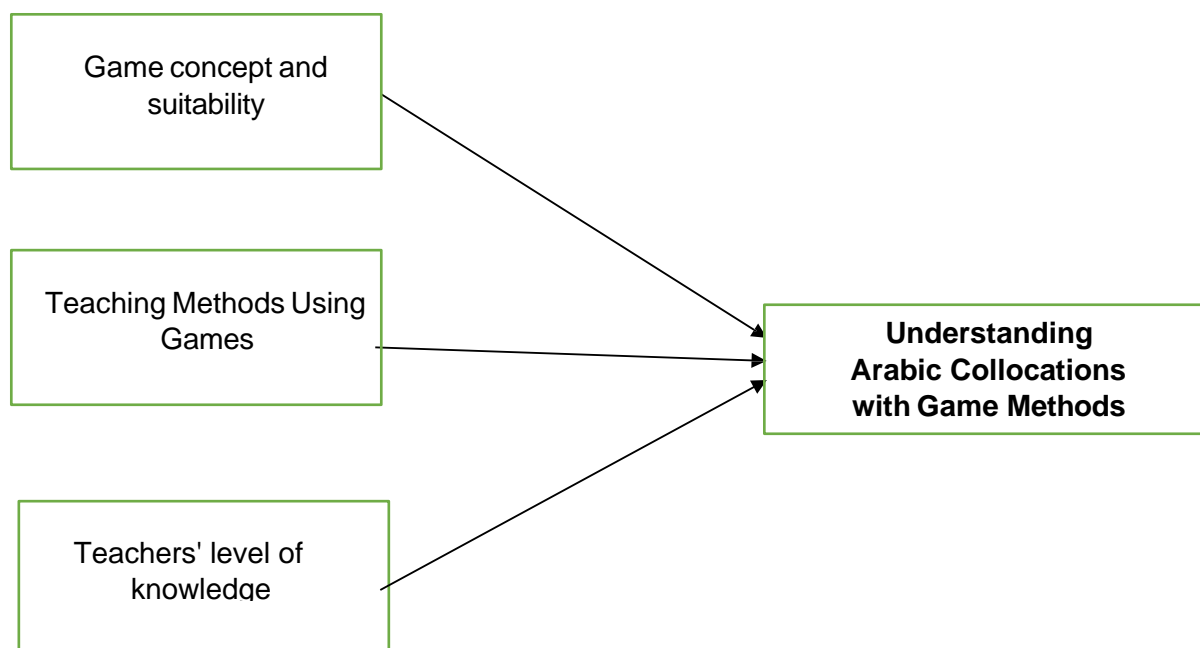 Game concept and
suitability
Teaching Methods Using
Games
Understanding
Arabic Collocations
with Game Methods
Teachers' level of
knowledge